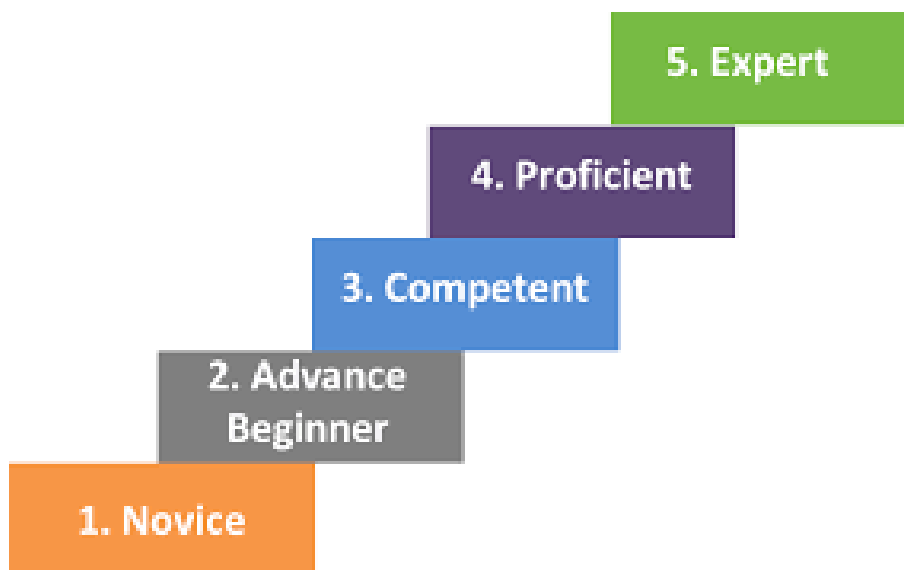 5. Expert
4. Proficient
3. Competent
2. Advance
Beginner
1. Novice